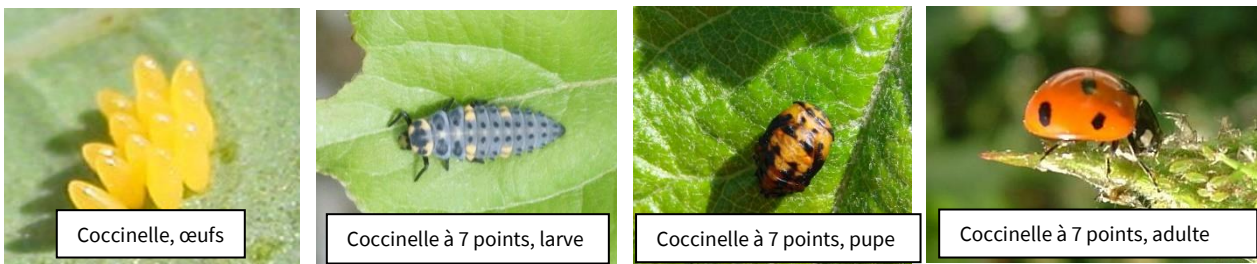 Coccinelle, œufs
Coccinelle à 7 points, larve
Coccinelle à 7 points, pupe
Coccinelle à 7 points, adulte